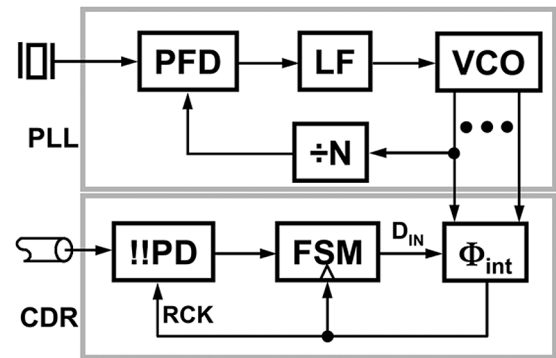 PFD
LF
VCO
PLL
÷N
!!PD
FSM
D_IN
Φ_int
CDR
RCK